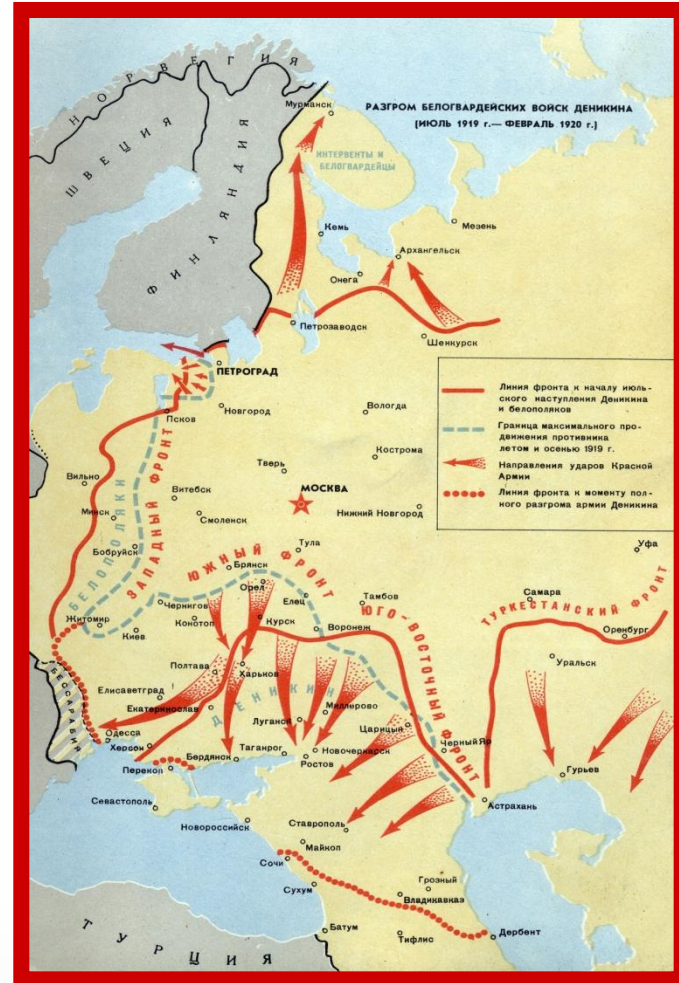 НОРВЕГИЯ
ШВЕЦИЯ
ФИНЛЯНДИЯ
Мурманск
РАЗГРОМ БЕЛОГВАРДЕЙСКИХ ВОЙСК ДЕНИКИНА
(ИЮЛЬ 1919 г.— ФЕВРАЛЬ 1920 г.)
ИНТЕРВЕНТЫ И
БЕЛОГВАРДЕЙЦЫ
Кемь
Мезень
Архангельск
Онега
Петрозаводск
Шенкурск
ПЕТРОГРАД
Линия фронта к началу июль-
ского наступления Деникина
и белополяков
Граница максимального про-
движения противника
летом и осенью 1919 г.
Направления ударов Красной
Армии
Линия фронта к моменту пол-
ного разгрома армии Деникина
Псков
Новгород
Вологда
Кострома
Тверь
Вильно
Витебск
МОСКВА
Минск
Смоленск
Нижний Новгород
БЕЛОПОЛЯКИ
ЗАПАДНЫЙ ФРОНТ
Бобруйск
Тула
Уфа
ЮЖНЫЙ ФРОНТ
Брянск
Орел
Елец
Тамбов
Самара
ТУРКЕСТАНСКИЙ ФРОНТ
Оренбург
ЮГО-ВОСТОЧНЫЙ ФРОНТ
Чернигов
Житомир
Киев
Конотоп
Курск
Воронеж
Уральск
БЕССАРАБИЯ
Полтава
Харьков
Елисаветград
ДЕНИКИН
Екатеринослав
Миллерово
Луганск
Царицын
Одесса
Херсон
Черный Яр
Бердянск
Таганрог
Новочеркасск
Ростов
Перекоп
Гурьев
Астрахань
Севастополь
Новороссийск
Ставрополь
Майкоп
Сочи
Грозный
Сухум
Владикавказ
Батум
Тифлис
Дербент
ТУРЦИЯ